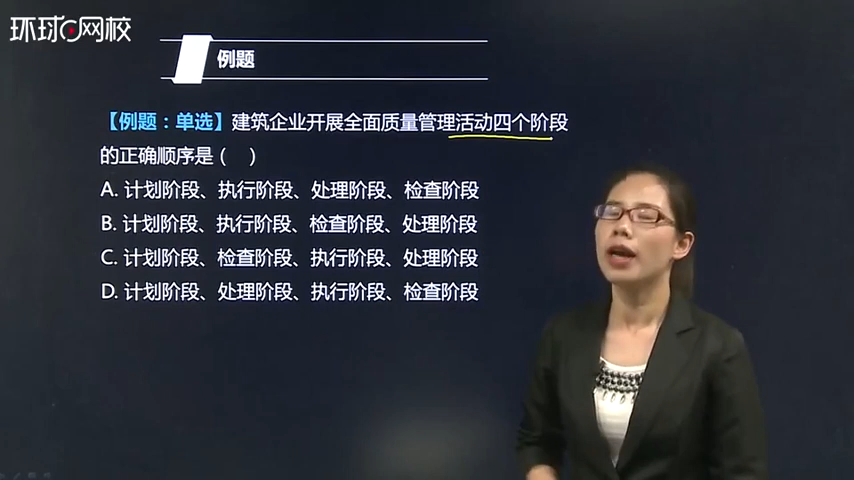 环球网校
例题
【例题：单选】建筑企业开展全面质量管理活动四个阶段
的正确顺序是（ ）
A. 计划阶段、执行阶段、处理阶段、检查阶段
B. 计划阶段、执行阶段、检查阶段、处理阶段
C. 计划阶段、检查阶段、执行阶段、处理阶段
D. 计划阶段、处理阶段、执行阶段、检查阶段